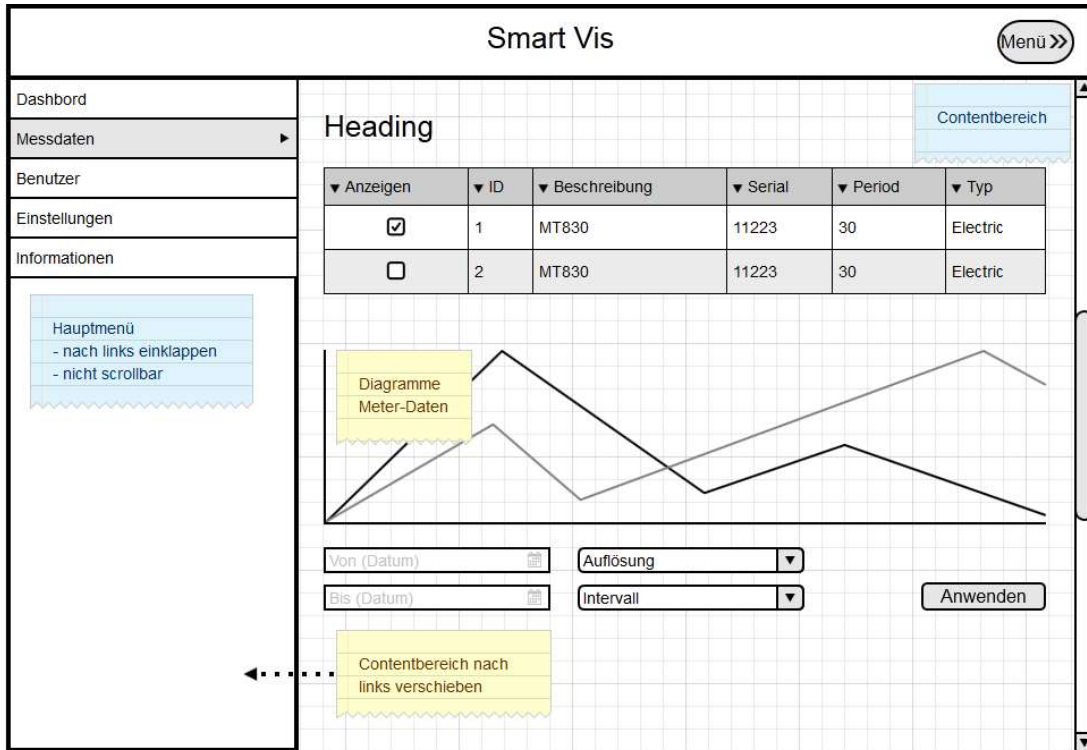 Smart Vis
Menü
Dashbord
Messdaten
Benutzer
Einstellungen
Informationen
Hauptmenü
- nach links einklappen
- nicht scrollbar
Contentbereich
Heading
Anzeigen ID Beschreibung Serial Period Typ
1 MT830 11223 30 Electric
2 MT830 11223 30 Electric
Diagramme
Meter-Daten
Von (Datum) Auflösung
Bis (Datum) Intervall Anwenden
Contentbereich nach
links verschieben